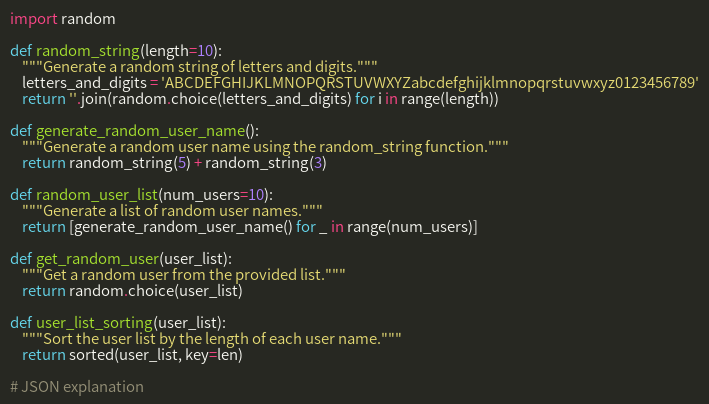 import random

def random_string(length=10):
    """Generate a random string of letters and digits."""
    letters_and_digits = 'ABCDEFGHIJKLMNOPQRSTUVWXYZabcdefghijklmnopqrstuvwxyz0123456789'
    return ''.join(random.choice(letters_and_digits) for i in range(length))

def generate_random_user_name():
    """Generate a random user name using the random_string function."""
    return random_string(5) + random_string(3)

def random_user_list(num_users=10):
    """Generate a list of random user names."""
    return [generate_random_user_name() for _ in range(num_users)]

def get_random_user(user_list):
    """Get a random user from the provided list."""
    return random.choice(user_list)

def user_list_sorting(user_list):
    """Sort the user list by the length of each user name."""
    return sorted(user_list, key=len)

# JSON explanation